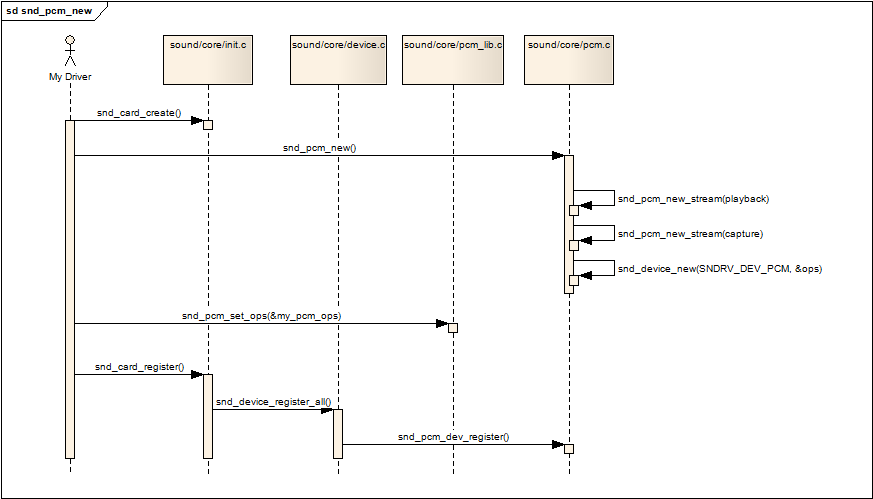 sd snd_pcm_new
My Driver
sound/core/init.c
sound/core/device.c
sound/core/pcm_lib.c
sound/core/pcm.c
snd_card_create()
snd_pcm_new()
snd_pcm_new_stream(playback)
snd_pcm_new_stream(capture)
snd_device_new(SNDRV_DEV_PCM, &ops)
snd_pcm_set_ops(&my_pcm_ops)
snd_card_register()
snd_device_register_all()
snd_pcm_dev_register()